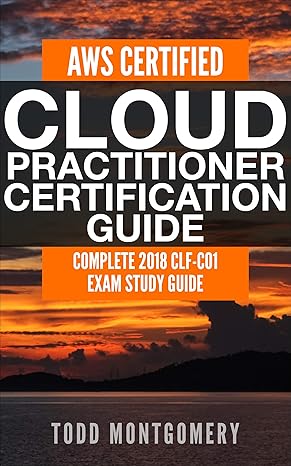 AWS CERTIFIED
CLOUD
PRACTITIONER
CERTIFICATION
GUIDE
COMPLETE 2018 CLF-C01
EXAM STUDY GUIDE
TODD MONTGOMERY